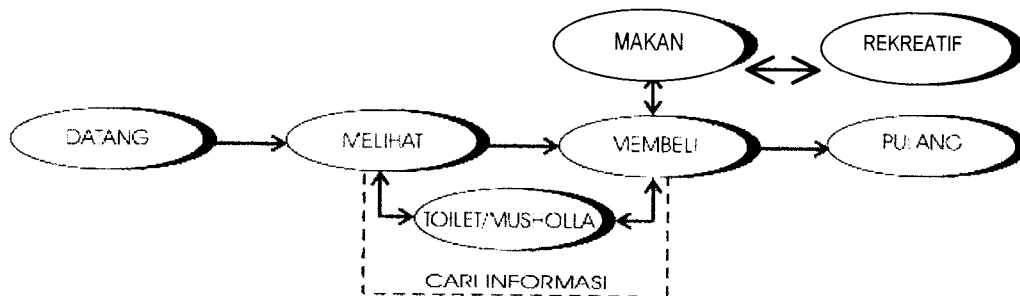 MAKAN
REKREATIF
DATANG
MELIHAT
MEMBELI
PULANG
TOILET/MUSHOLLA
CARI INFORMASI